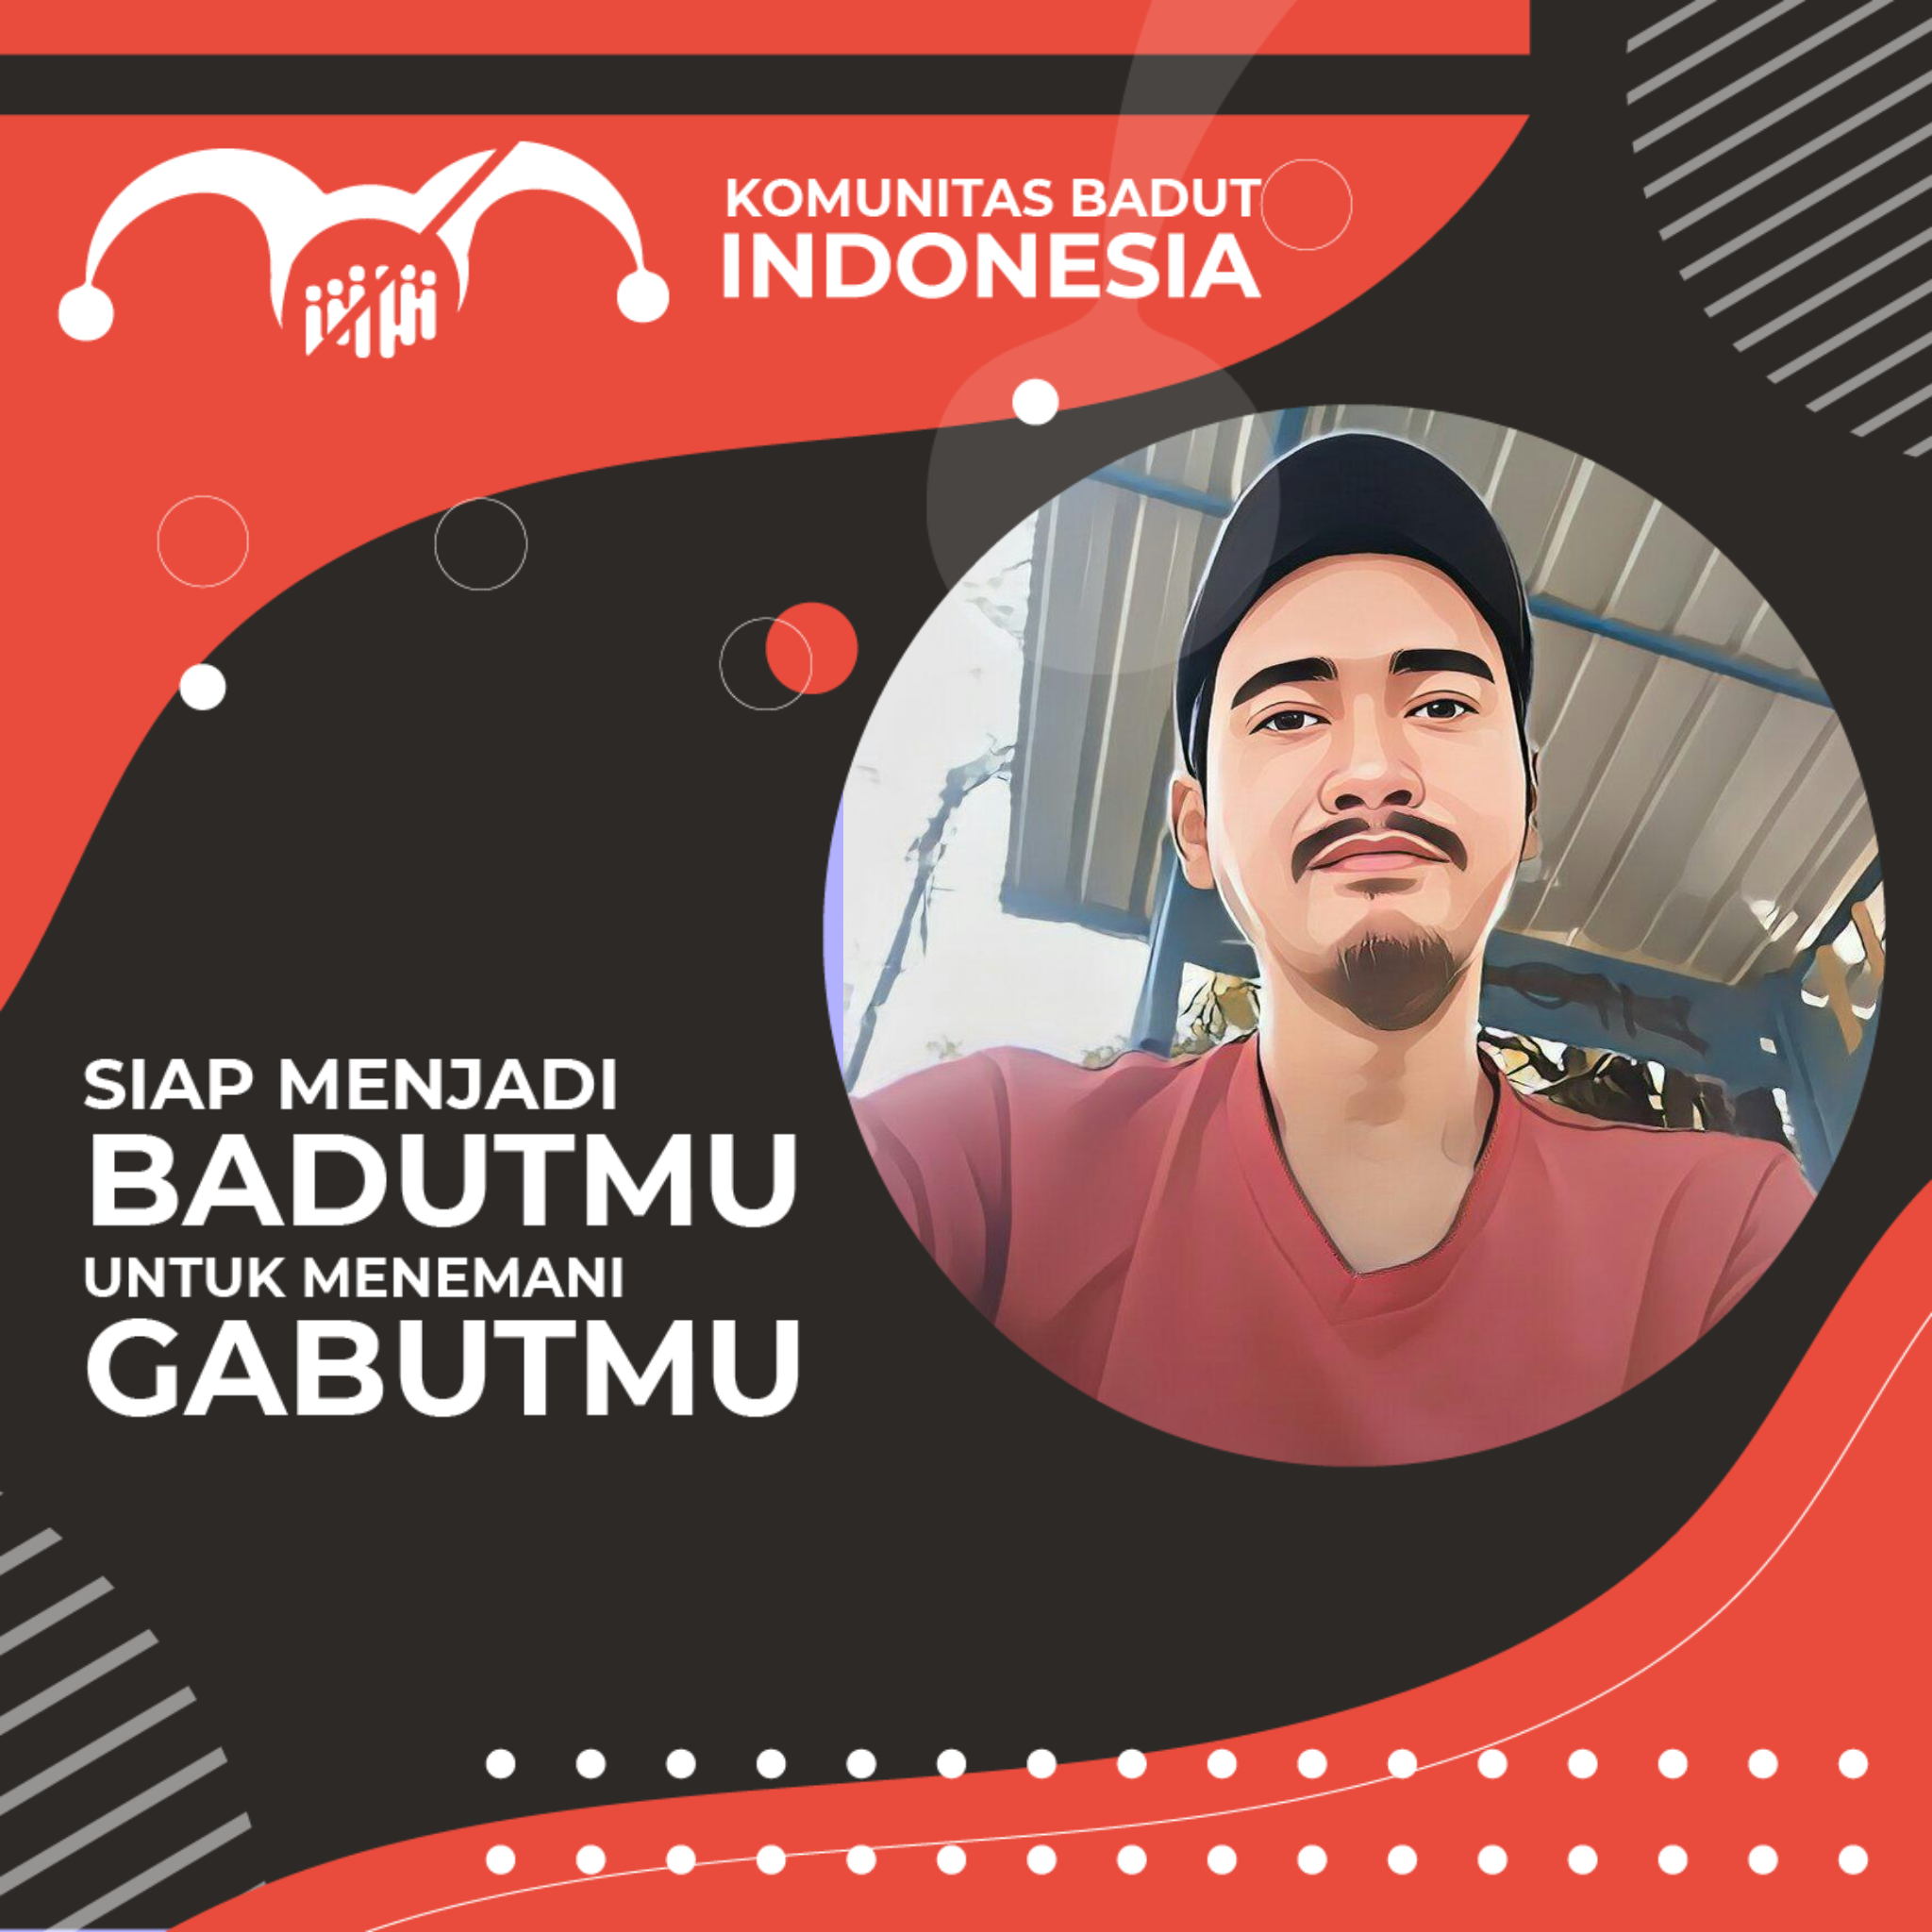 KOMUNITAS BADUT
INDONESIA
SIAP MENJADI
BADUTMU
UNTUK MENEMANI
GABUTMU